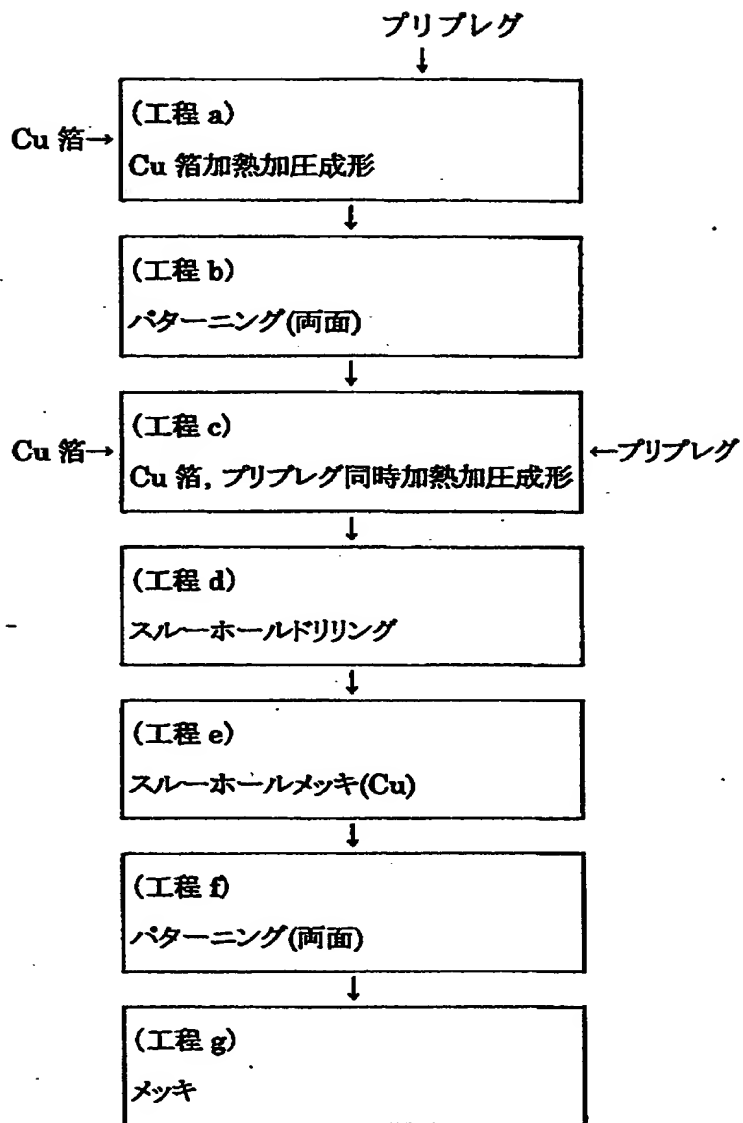 プリプレグ
↓
(工程 a)
Cu 箔→
Cu 箔加熱加圧成形
↓
(工程 b)
パターニング(両面)
↓
(工程 c)
Cu 箔→
←プリプレグ
Cu 箔, プリプレグ同時加熱加圧成形
↓
(工程 d)
スルーホールドリリング
↓
(工程 e)
スルーホールメッキ(Cu)
↓
(工程 f)
パターニング(両面)
↓
(工程 g)
メッキ